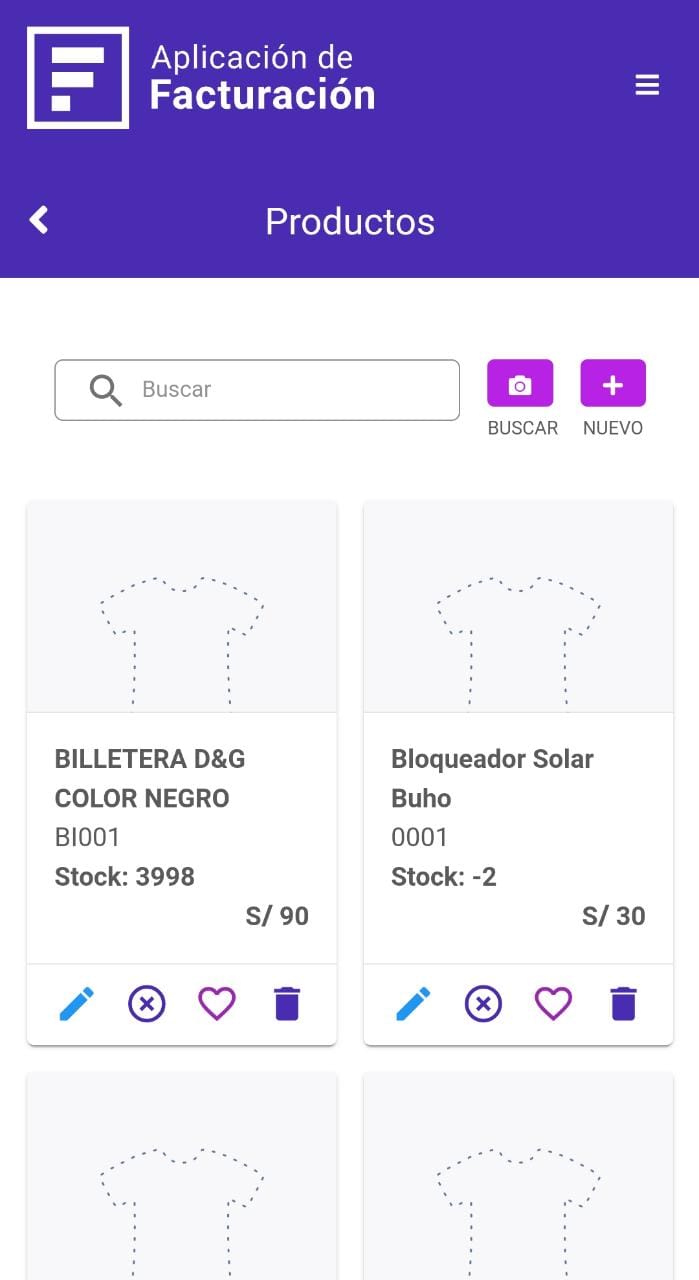 Aplicación de
Facturación
Productos
Buscar
BUSCAR
NUEVO
BILLETERA D&G
COLOR NEGRO
BI001
Stock: 3998
S/ 90
Bloqueador Solar
Buho
0001
Stock: -2
S/ 30